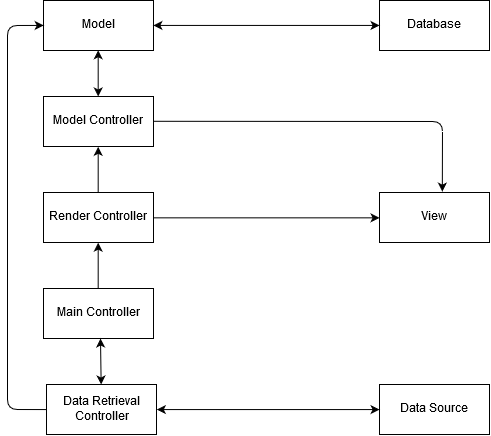 Model
Database
Model Controller
Render Controller
View
Main Controller
Data Retrieval
Controller
Data Source